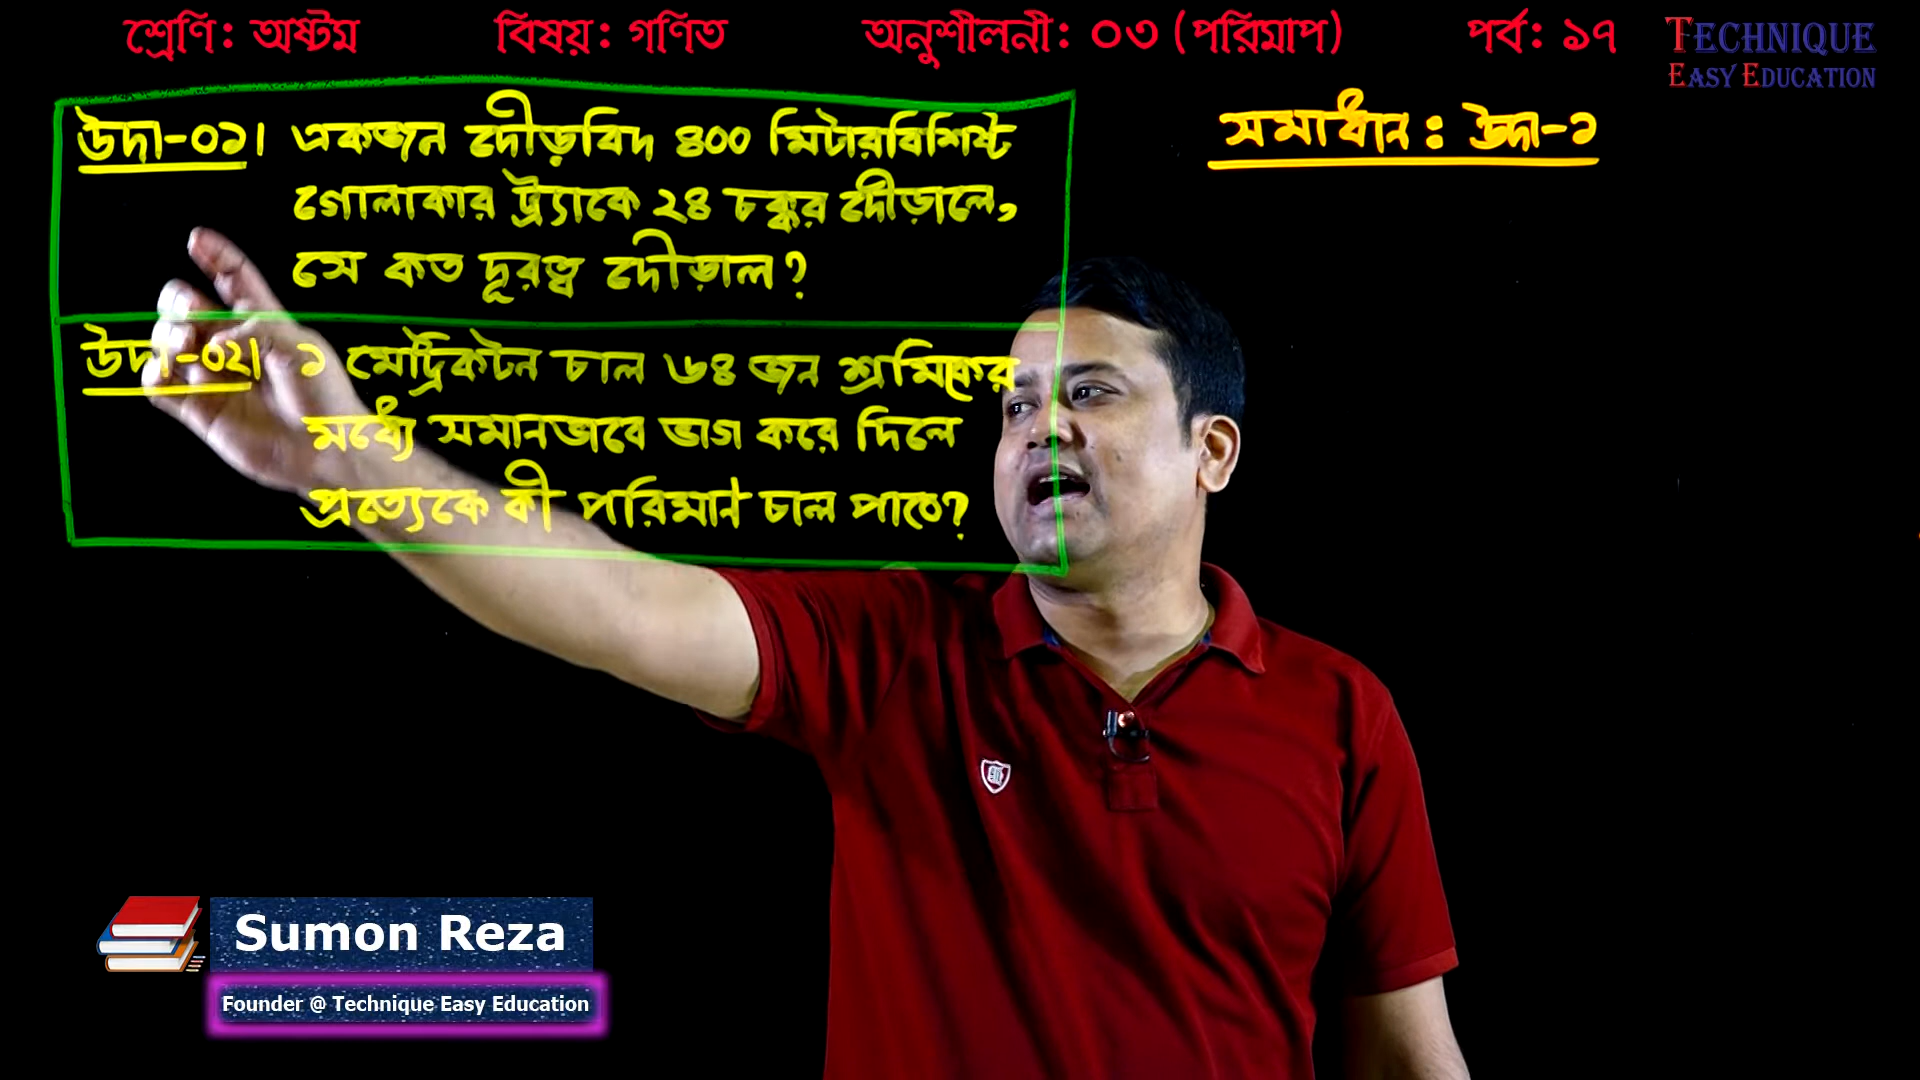 শ্রেণি: অষ্টম বিষয়: গণিত অনুশীলনী: ০৩ (পরিমাপ) পর্ব: ১৭
TECHNIQUE
EASY EDUCATION
উদা-০১। একজন দৌড়বিদ ৪০০ মিটারবিশিষ্ট
গোলাকার ট্র্যাকে ২৪ চক্কর দৌড়ালে,
সে কত দূরত্ব দৌড়াল?
উদা-০২। ১ মেট্রিকটন চাল ৬৪ জন শ্রমিকের
মধ্যে সমানভাবে ভাগ করে দিলে
প্রত্যেকে কী পরিমাণ চাল পাবে?
সমাধান: উদা-১
Sumon Reza
Founder @ Technique Easy Education